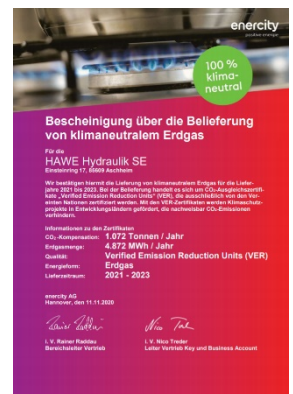 enercity
positive energie
100 %
klima-
neutral
Bescheinigung über die Belieferung
von klimaneutralem Erdgas
Für die
HAWE Hydraulik SE
Einsteinring 17, 85609 Aschheim
Wir bestätigen hiermit die Lieferung von klimaneutralem Erdgas für die Liefer-
jahre 2021 bis 2023. Bei der Belieferung handelt es sich um CO₂-Ausgleichszertifi-
kate „Verified Emission Reduction Units“ (VER), die ausschließlich von den Ver-
einten Nationen zertifiziert werden. Mit den VER-Zertifikaten werden Klimaschutz-
projekte in Entwicklungsländern gefördert, die nachweisbar CO₂-Emissionen
verhindern.
Informationen zu den Zertifikaten
CO₂-Kompensation: 1.072 Tonnen / Jahr
Erdgasmenge: 4.872 MWh / Jahr
Qualität: Verified Emission Reduction Units (VER)
Energieform: Erdgas
Lieferzeitraum: 2021 - 2023
enercity AG
Hannover, den 11.11.2020
i. V. Rainer Raddau i. V. Nico Treder
Bereichsleiter Vertrieb Leiter Vertrieb Key und Business Account